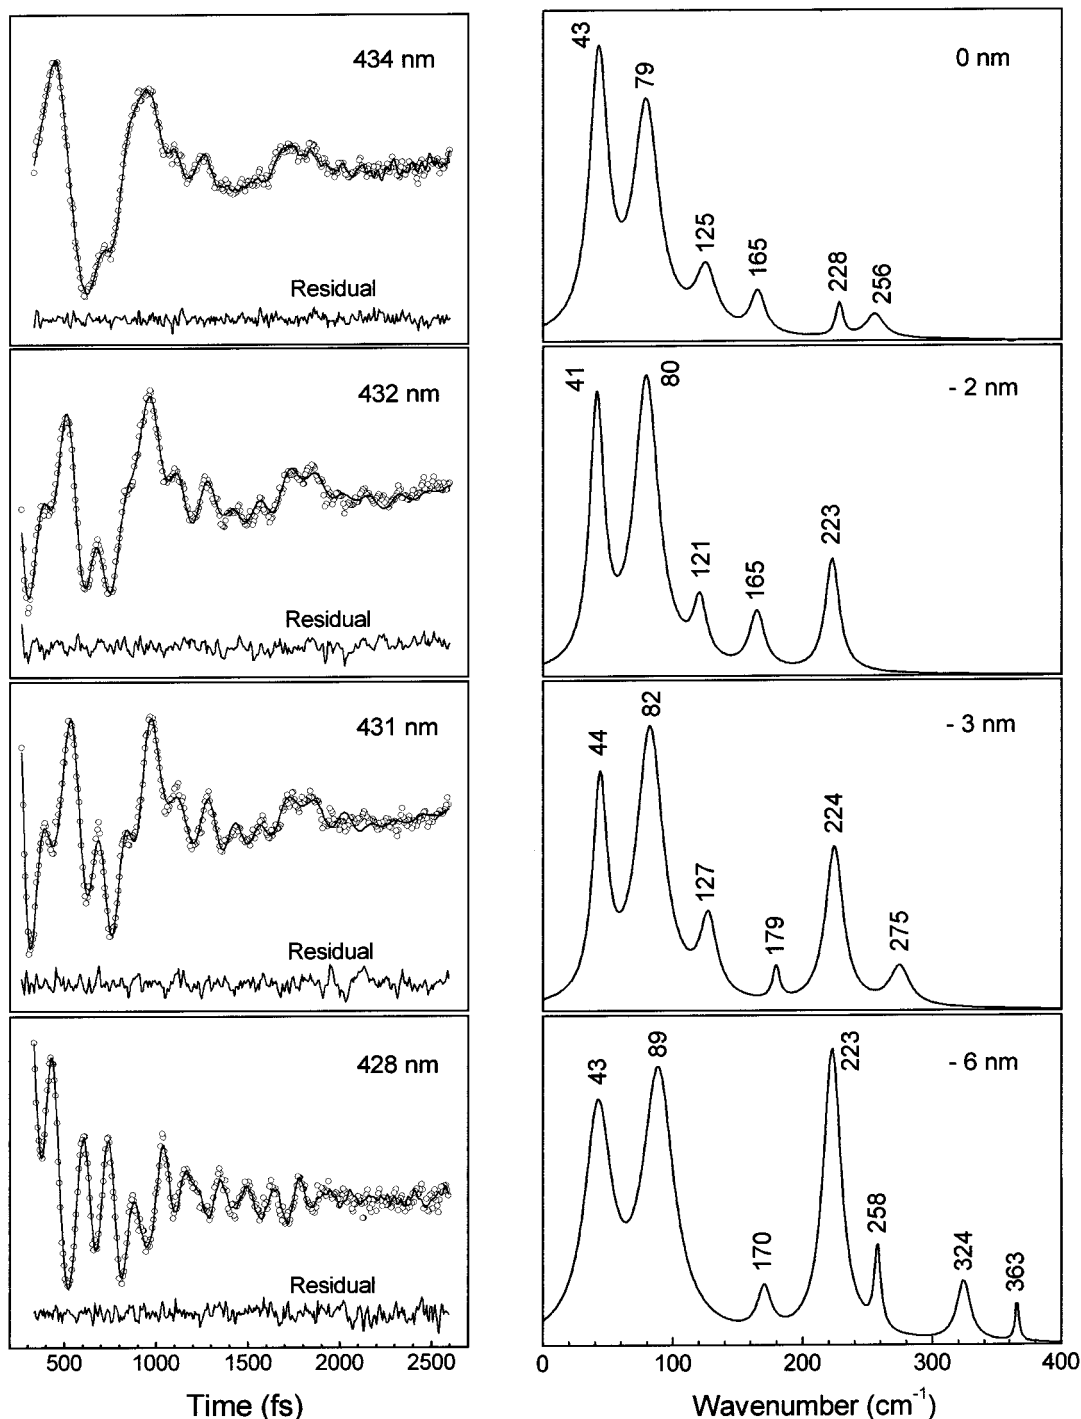 434 nm
Residual
432 nm
Residual
431 nm
Residual
428 nm
Residual
500 1000 1500 2000 2500
Time (fs)
0 nm
43
79
125
165
228
256
- 2 nm
41
80
121
165
223
- 3 nm
44
82
127
179
224
275
- 6 nm
43
89
170
223
258
324
363
0 100 200 300 400
Wavenumber (cm⁻¹)